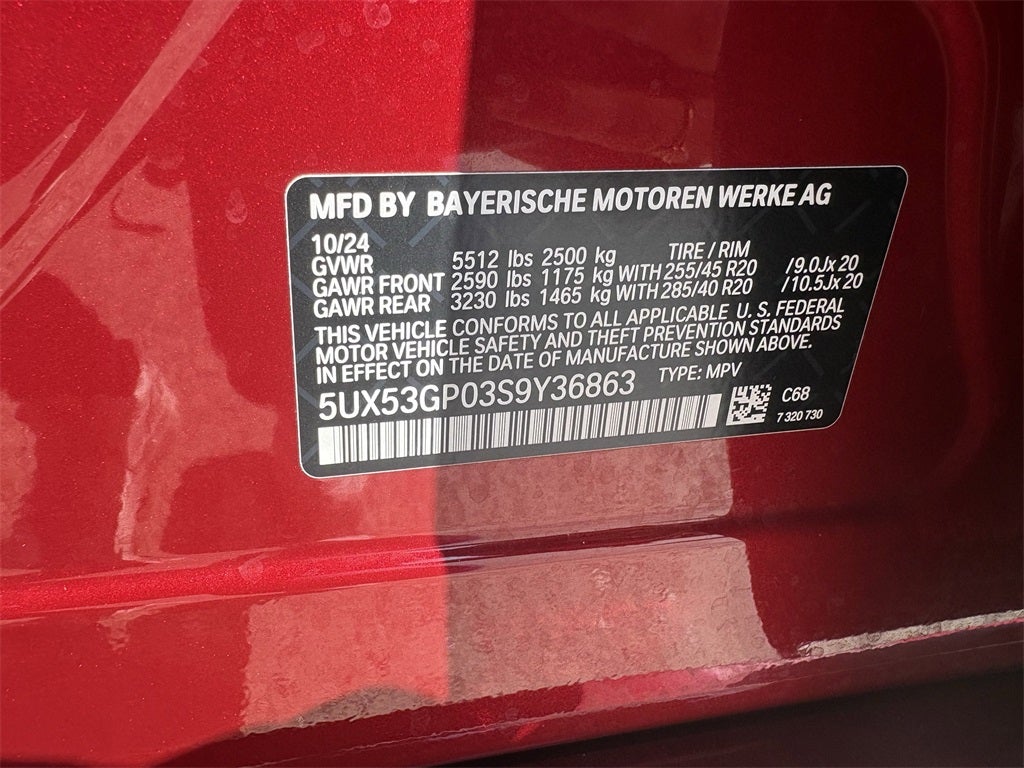 MFD BY BAYERISCHE MOTOREN WERKE AG
10/24 TIRE / RIM
GVWR 5512 lbs 2500 kg
GAWR FRONT 2590 lbs 1175 kg WITH 255/45 R20 /9.0Jx 20
GAWR REAR 3230 lbs 1465 kg WITH 285/40 R20 /10.5Jx 20
THIS VEHICLE CONFORMS TO ALL APPLICABLE U. S. FEDERAL
MOTOR VEHICLE SAFETY AND THEFT PREVENTION STANDARDS
IN EFFECT ON THE DATE OF MANUFACTURE SHOWN ABOVE.
5UX53GP03S9Y36863 TYPE: MPV
C68
7 320 730